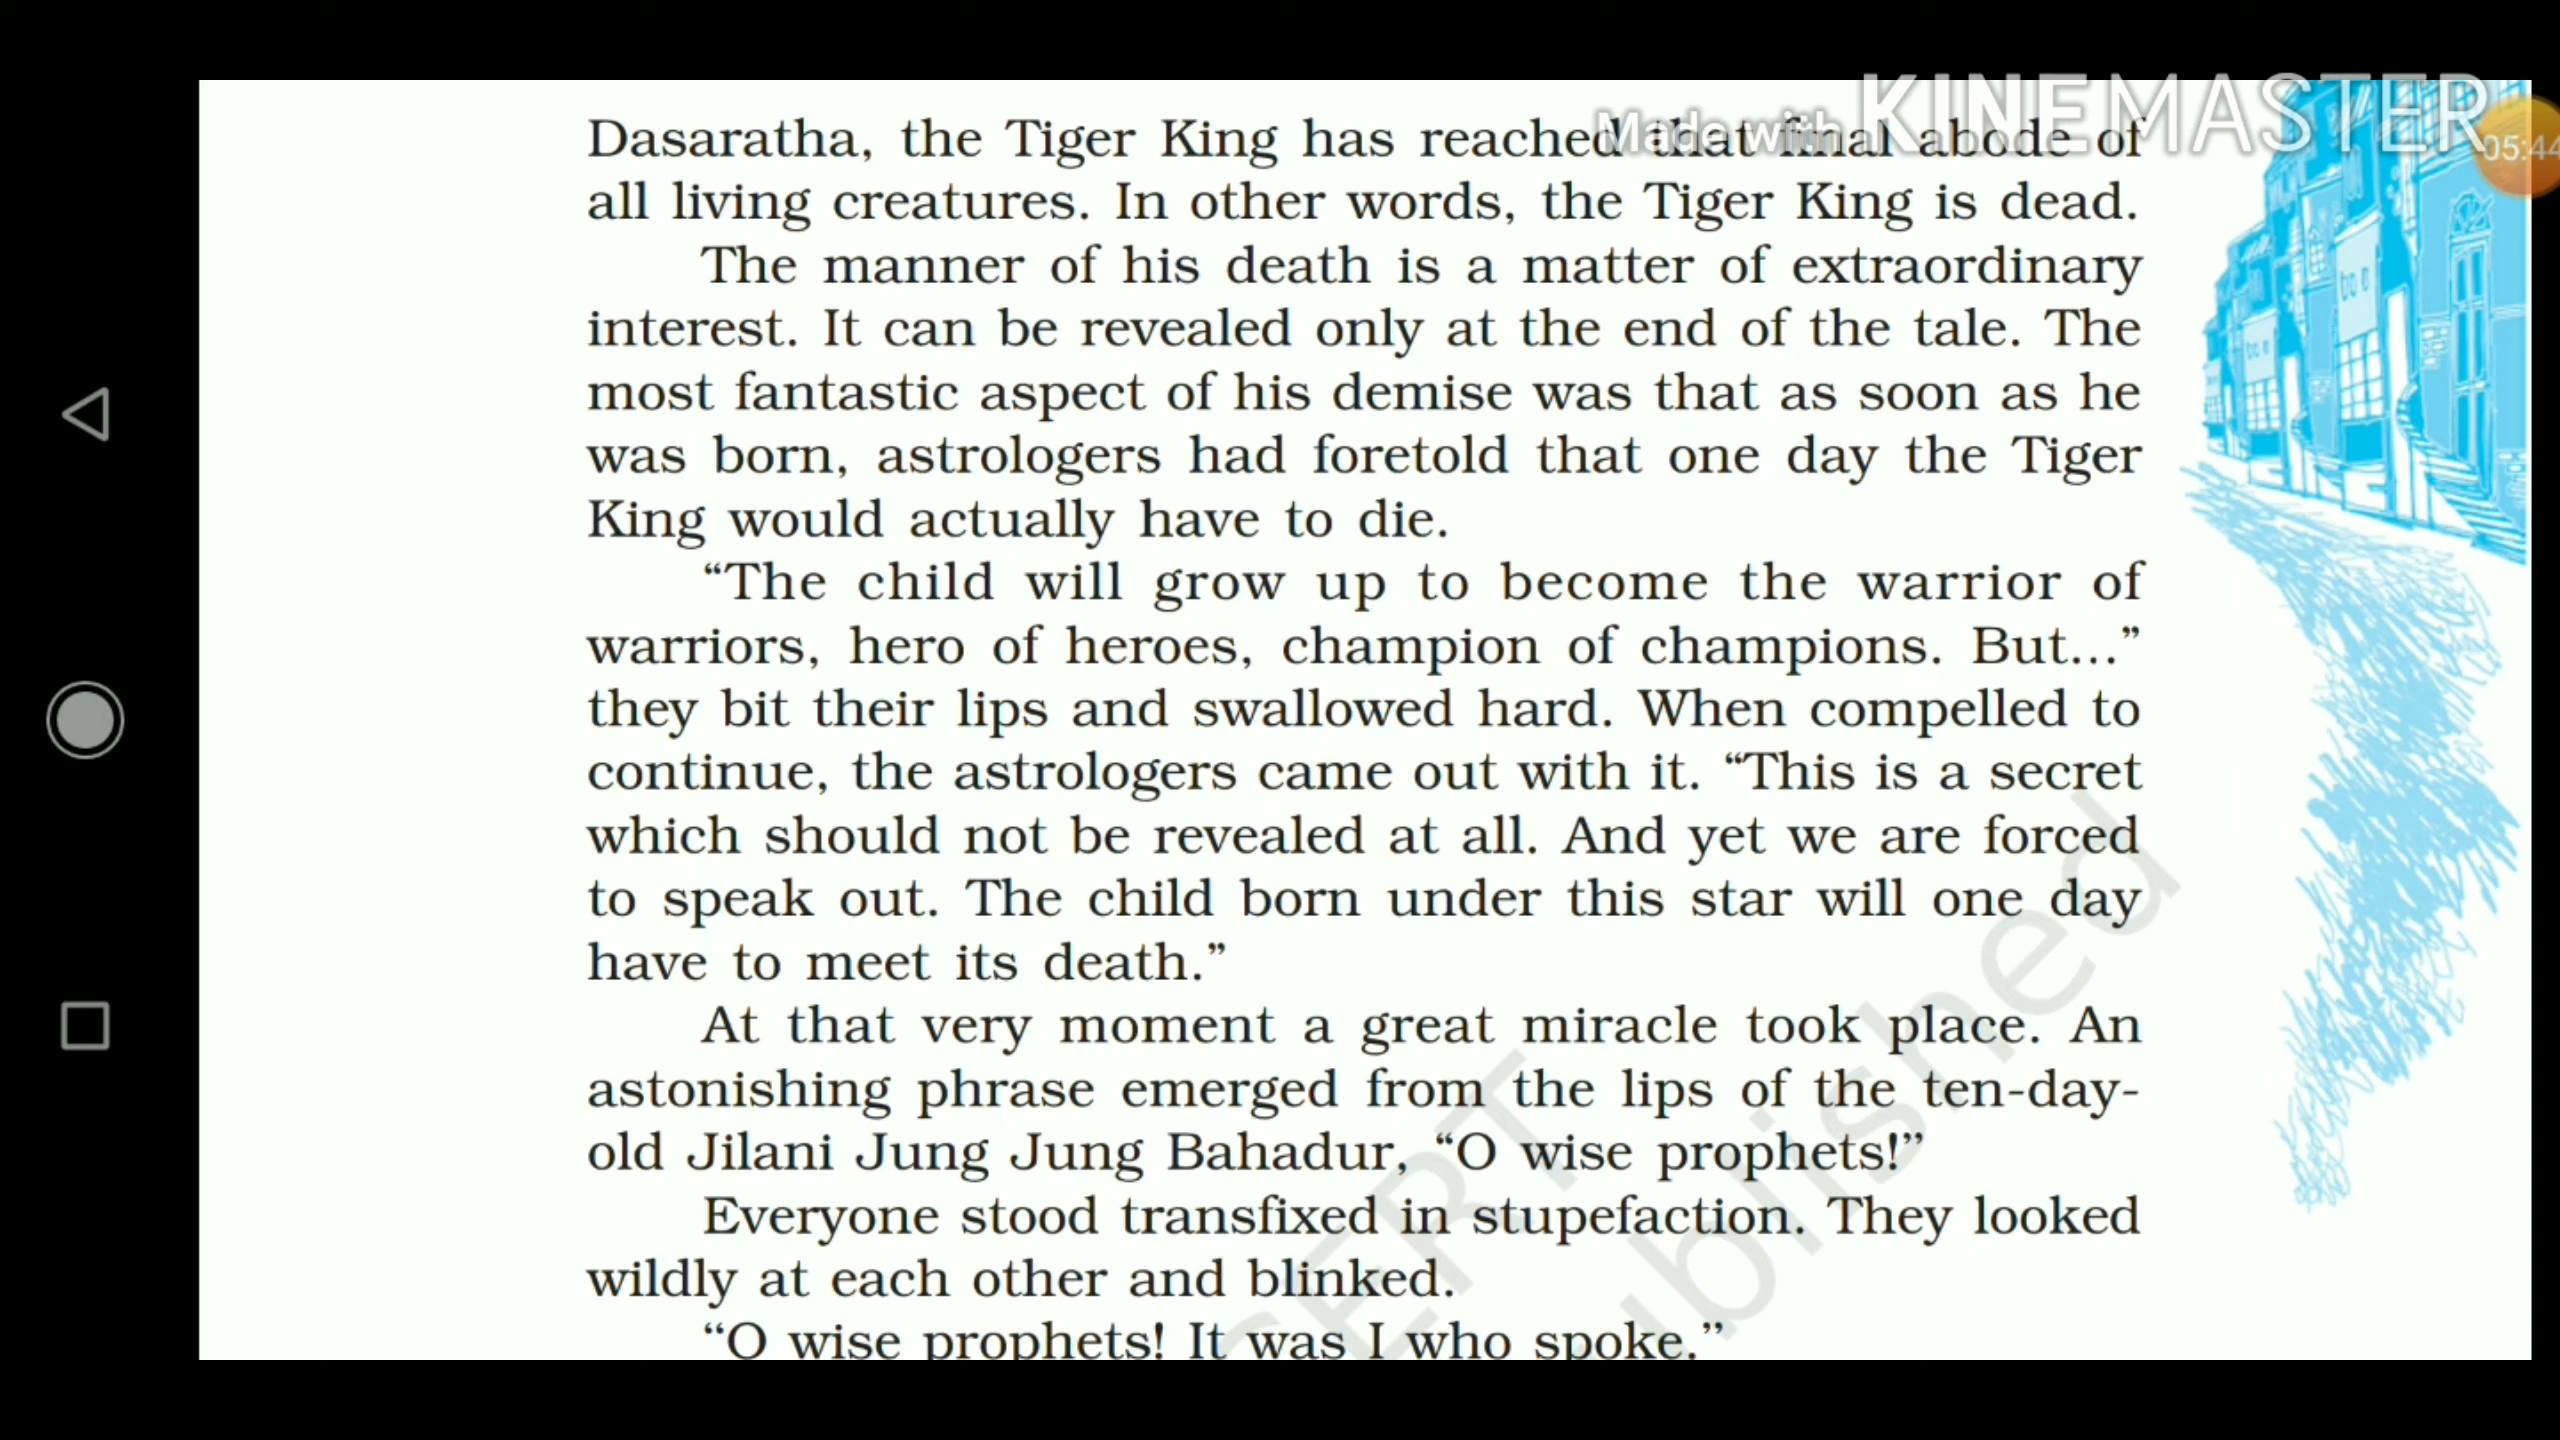 Made with KINEMASTER
05:44
Dasaratha, the Tiger King has reached that final abode of
all living creatures. In other words, the Tiger King is dead.
The manner of his death is a matter of extraordinary
interest. It can be revealed only at the end of the tale. The
most fantastic aspect of his demise was that as soon as he
was born, astrologers had foretold that one day the Tiger
King would actually have to die.
“The child will grow up to become the warrior of
warriors, hero of heroes, champion of champions. But...”
they bit their lips and swallowed hard. When compelled to
continue, the astrologers came out with it. “This is a secret
which should not be revealed at all. And yet we are forced
to speak out. The child born under this star will one day
have to meet its death.”
At that very moment a great miracle took place. An
astonishing phrase emerged from the lips of the ten-day-
old Jilani Jung Jung Bahadur, “O wise prophets!”
Everyone stood transfixed in stupefaction. They looked
wildly at each other and blinked.
“O wise prophets! It was I who spoke.”